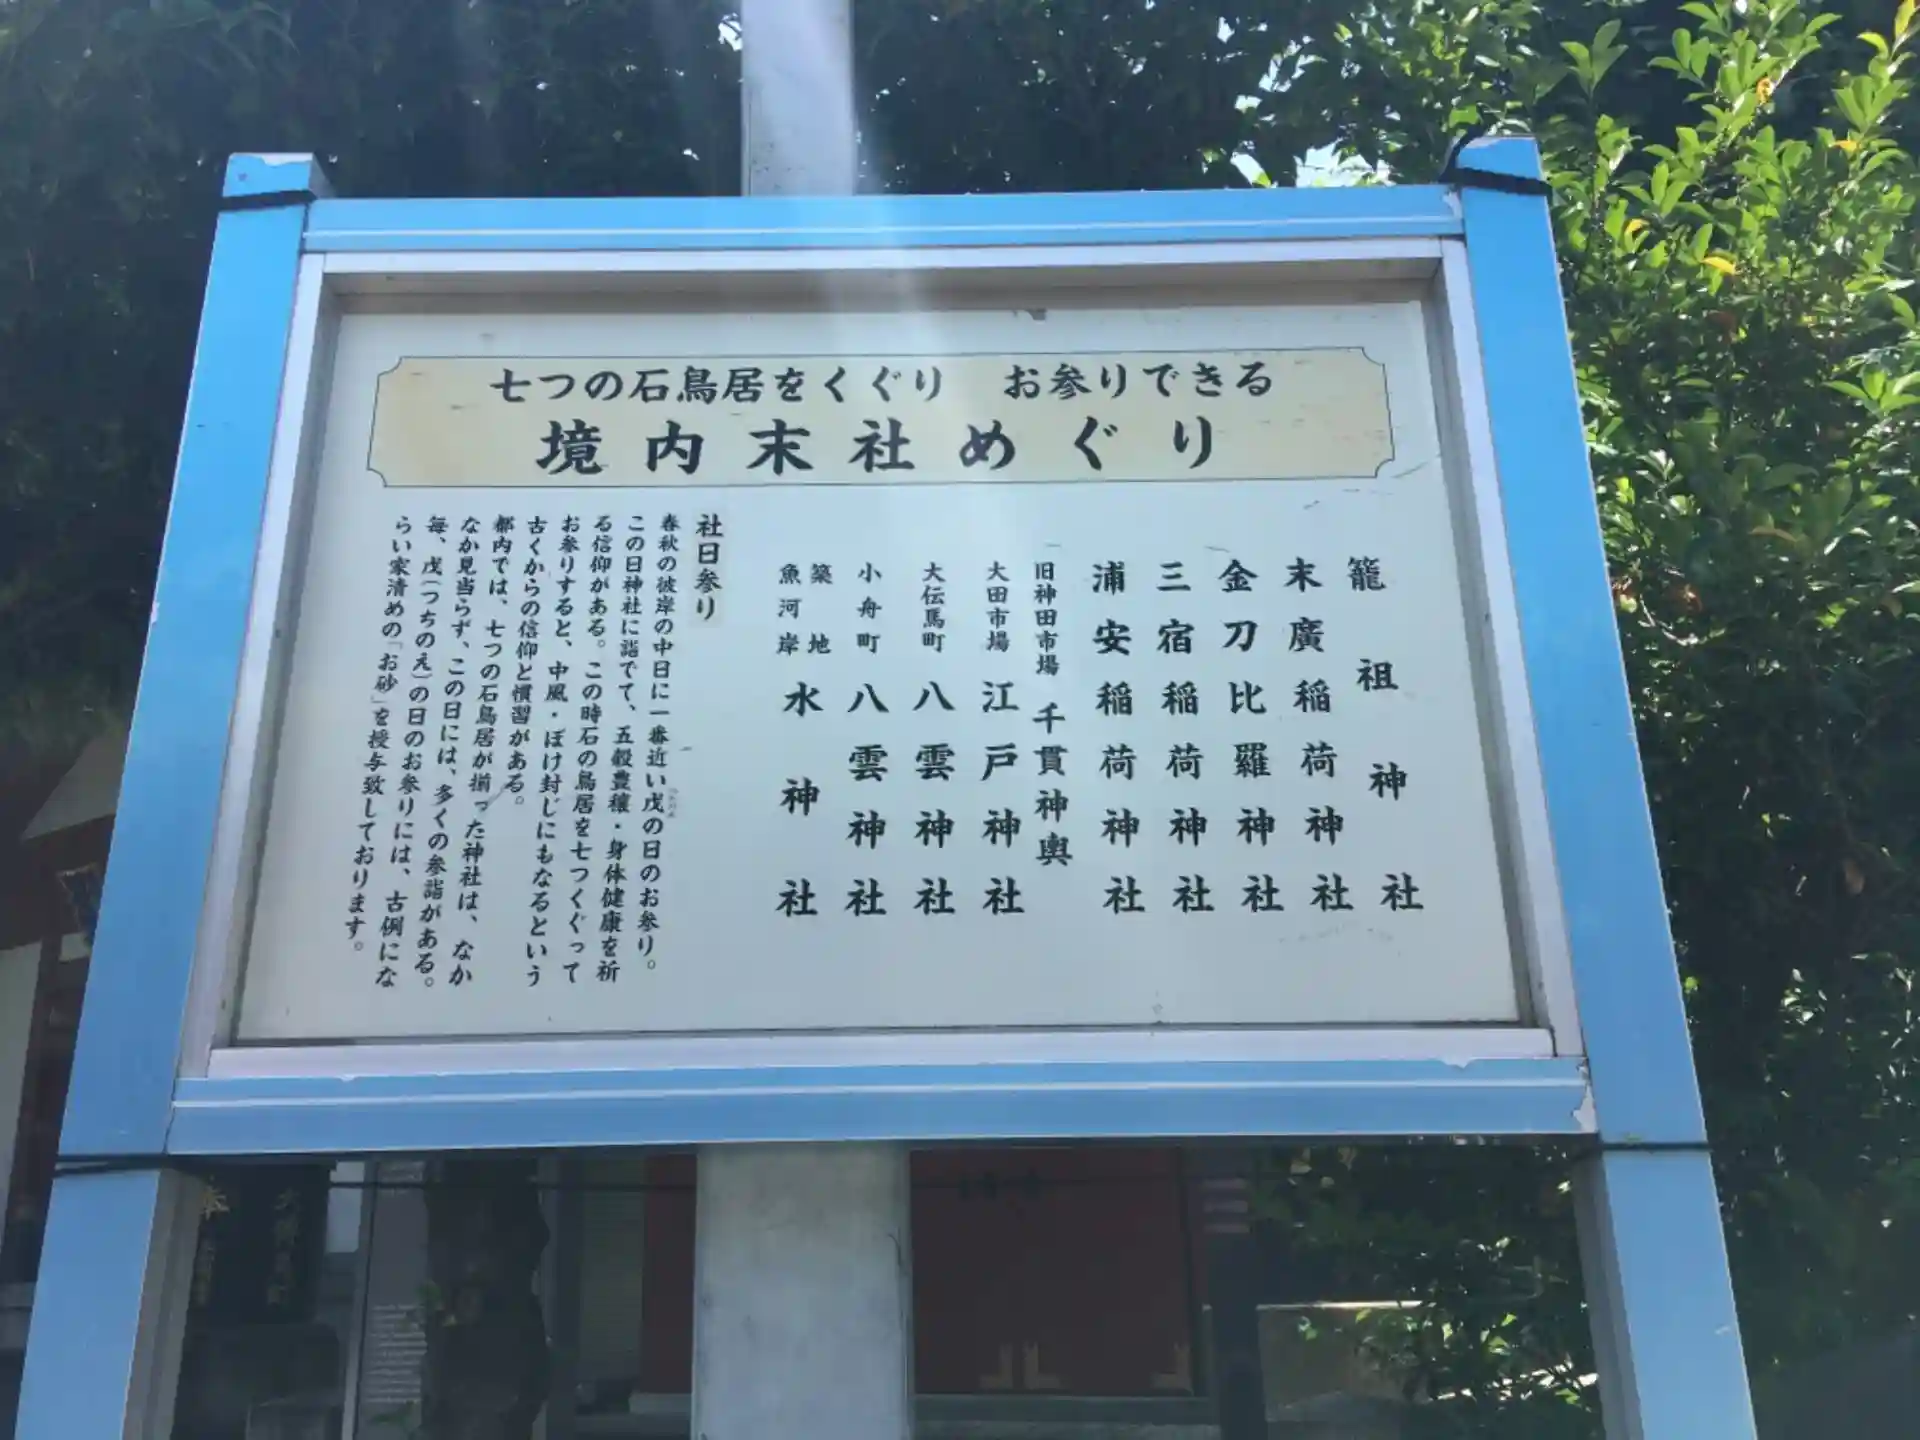 七つの石鳥居をくぐり　お参りできる
境内末社めぐり
籠祖神社
末廣稲荷神社
金刀比羅神社
三宿稲荷神社
浦安稲荷神社
旧神田市場 千貫神輿
大田市場 江戸神社
大伝馬町 八雲神社
小舟町 八雲神社
築地
魚河岸 水神社
社日参り
春秋の彼岸の中日に一番近い戊の日のお参り。
この日神社に詣でて、五穀豊穣・身体健康を祈
る信仰がある。この時石の鳥居を七つくぐって
お参りすると、中風・ぼけ封じにもなるという
古くからの信仰と慣習がある。
都内では、七つの石鳥居が揃った神社は、なか
なか見当らず、この日には、多くの参詣がある。
毎、戊(つちのえ)の日のお参りには、古例にな
らい家清めの「お砂」を授与致しております。